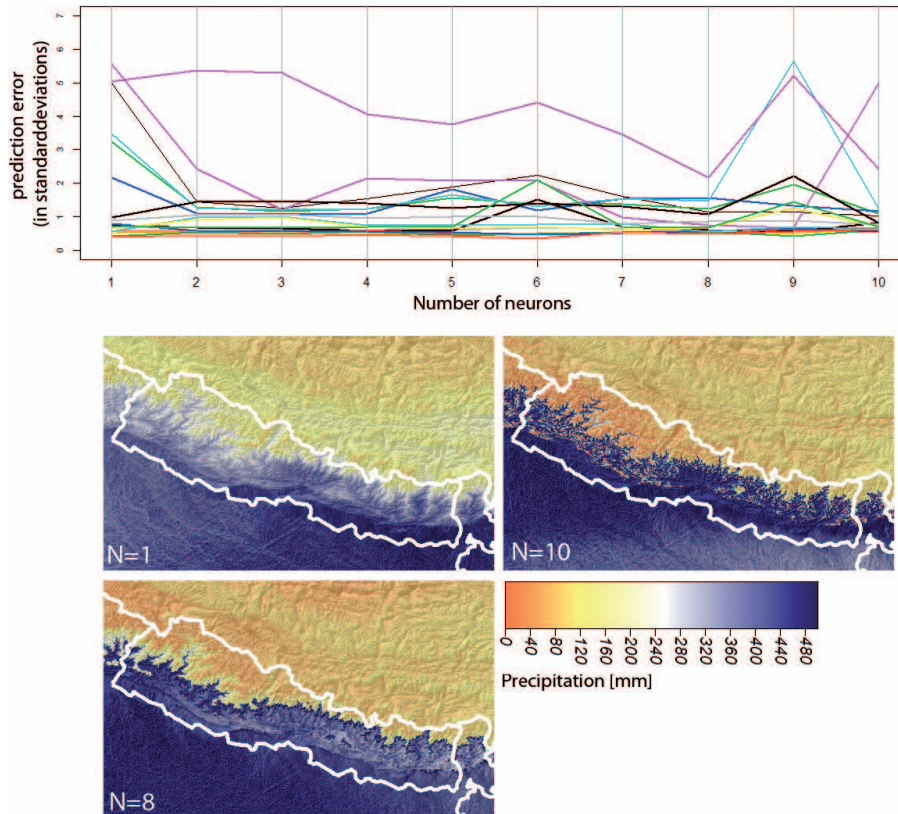 prediction error
(in standarddeviations)
7
6
5
4
3
2
1
0
1 2 3 4 5 6 7 8 9 10
Number of neurons
N=1
N=10
N=8
0 40 80 120 160 200 240 280 320 360 400 440 480
Precipitation [mm]